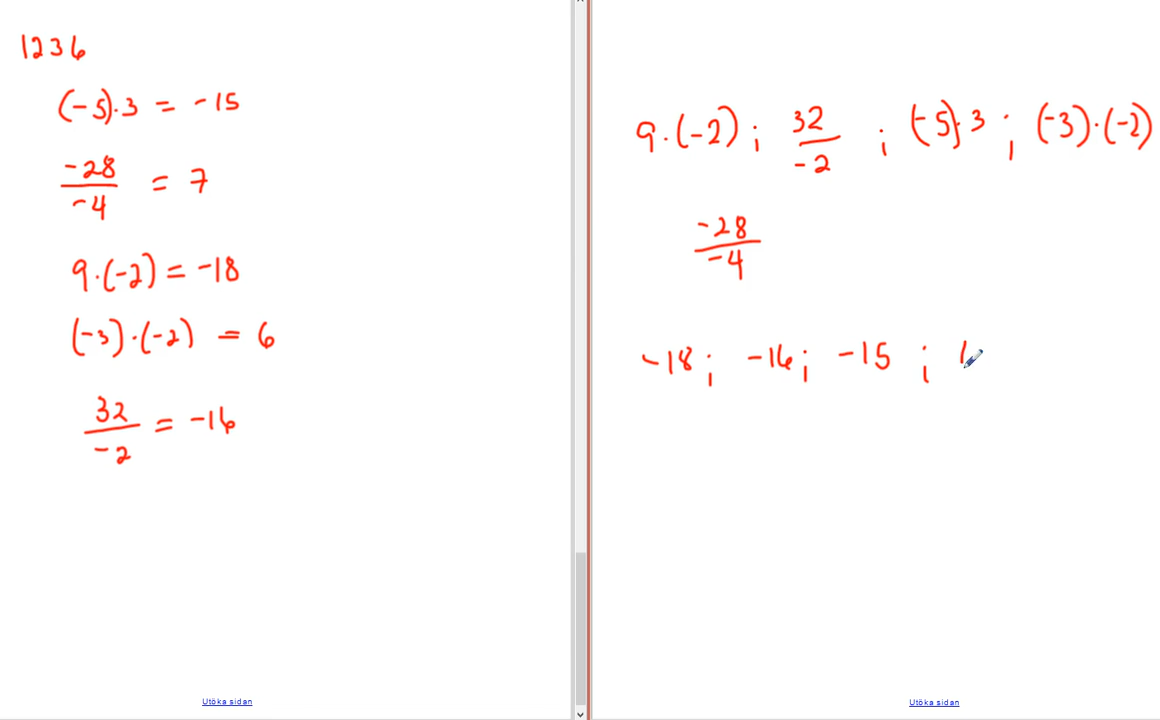 1236
(-5)·3 = -15
-28/-4 = 7
9·(-2) = -18
(-3)·(-2) = 6
32/-2 = -16
Utöka sidan
9·(-2) ; 32/-2 ; (-5)·3 ; (-3)·(-2)
-28/-4
-18 ; -16 ; -15 ;
Utöka sidan